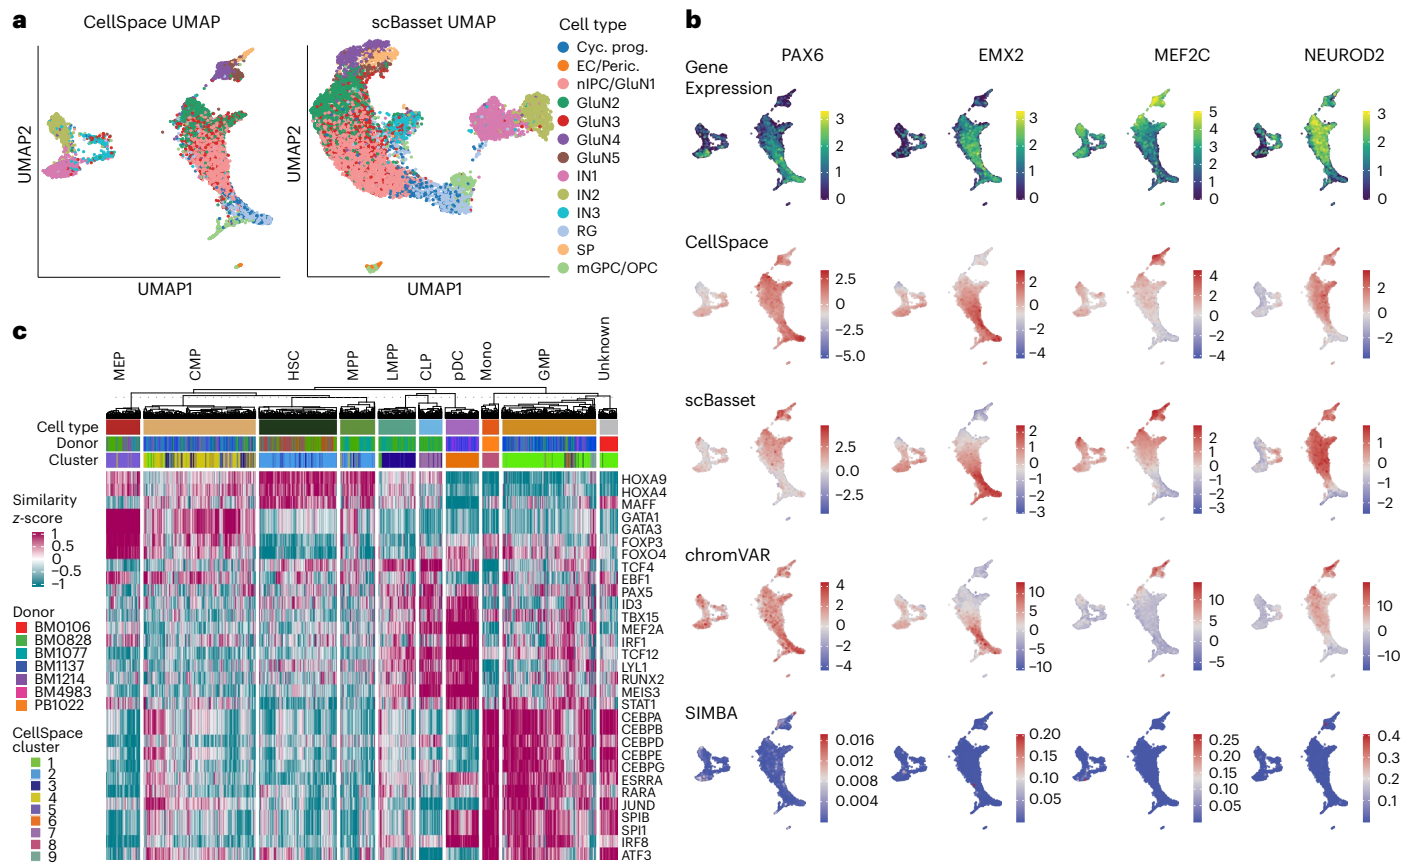 a
CellSpace UMAP
scBasset UMAP
UMAP2
UMAP1
UMAP2
UMAP1
Cell type
Cyc. prog.
EC/Peric.
nIPC/GluN1
GluN2
GluN3
GluN4
GluN5
IN1
IN2
IN3
RG
SP
mGPC/OPC
b
PAX6 EMX2 MEF2C NEUROD2
Gene
Expression
3
2
1
0
3
2
1
0
5
4
3
2
1
0
3
2
1
0
CellSpace
2.5
0
−2.5
−5.0
4
2
0
−2
−4
4
2
0
−2
−4
2
0
−2
scBasset
2.5
0.0
−2.5
2
1
0
−1
−2
−3
2
1
0
−1
−2
−3
1
0
−1
−2
chromVAR
4
2
0
−2
−4
10
5
0
−5
−10
10
5
0
−5
10
0
−10
SIMBA
0.016
0.012
0.008
0.004
0.20
0.15
0.10
0.05
0.25
0.20
0.15
0.10
0.05
0.4
0.3
0.2
0.1
c
MEP CMP HSC MPP LMPP CLP pDC Mono GMP Unknown
Cell type
Donor
Cluster
HOXA9
HOXA4
MAFF
GATA1
GATA3
FOXP3
FOXO4
TCF4
EBF1
PAX5
ID3
TBX15
MEF2A
IRF1
TCF12
LYL1
RUNX2
MEIS3
STAT1
CEBPA
CEBPB
CEBPD
CEBPE
CEBPG
ESRRA
RARA
JUND
SPIB
SPI1
IRF8
ATF3
Similarity
z-score
1
0.5
0
−0.5
−1
Donor
BM0106
BM0828
BM1077
BM1137
BM1214
BM4983
PB1022
CellSpace
cluster
1
2
3
4
5
6
7
8
9